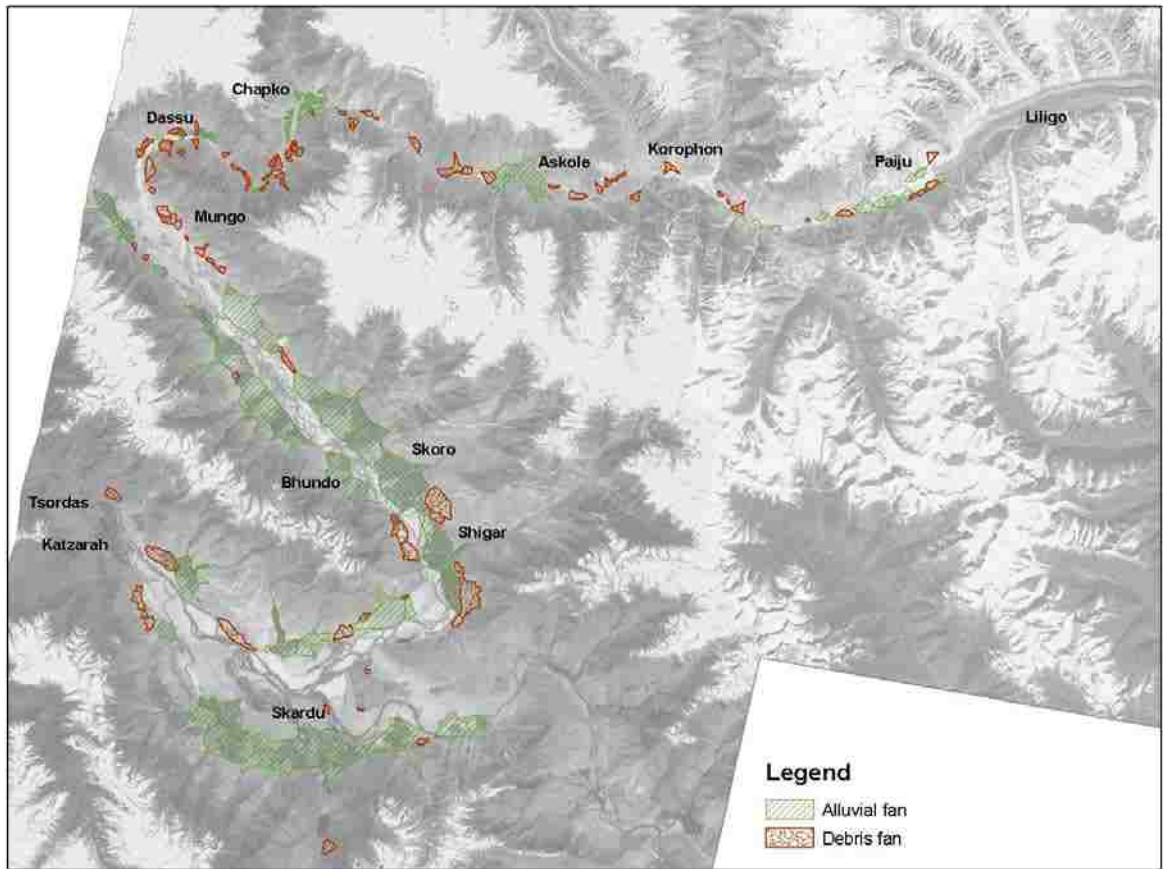 Chapko
Dassu
Liligo
Korophon
Askole
Paiju
Mungo
Skoro
Bhundo
Tsordas
Shigar
Katzarah
Skardu
Legend
Alluvial fan
Debris fan